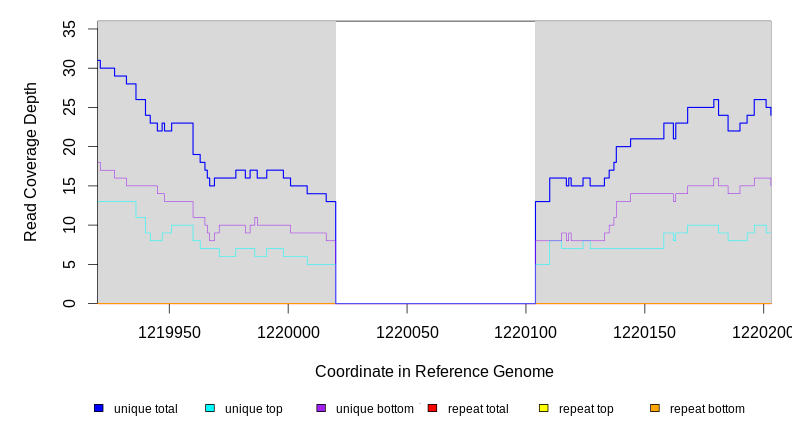 Read Coverage Depth
35
30
25
20
15
10
5
0
1219950 1220000 1220050 1220100 1220150 122020
Coordinate in Reference Genome
unique total unique top unique bottom repeat total repeat top repeat bottom